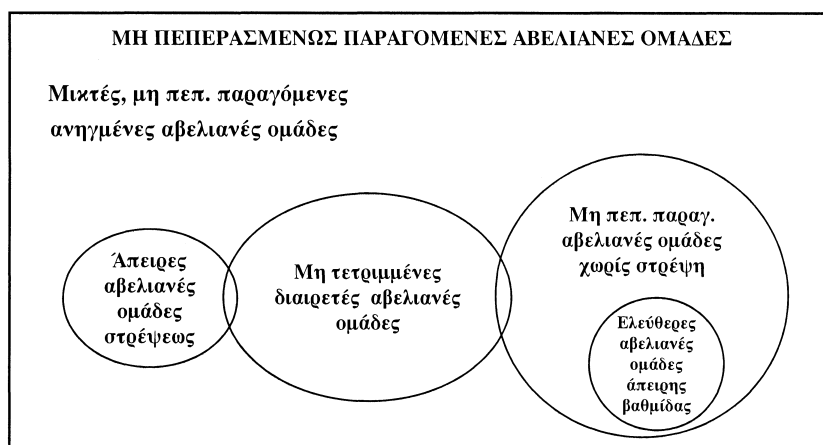 ΜΗ ΠΕΠΕΡΑΣΜΕΝΩΣ ΠΑΡΑΓΟΜΕΝΕΣ ΑΒΕΛΙΑΝΕΣ ΟΜΑΔΕΣ
Μικτές, μη πεπ. παραγόμενες
ανηγμένες αβελιανές ομάδες
Άπειρες
αβελιανές
ομάδες
στρέψεως
Μη τετριμμένες
διαιρετές αβελιανές
ομάδες
Μη πεπ. παραγ.
αβελιανές ομάδες
χωρίς στρέψη
Ελεύθερες
αβελιανές
ομάδες
άπειρης
βαθμίδας